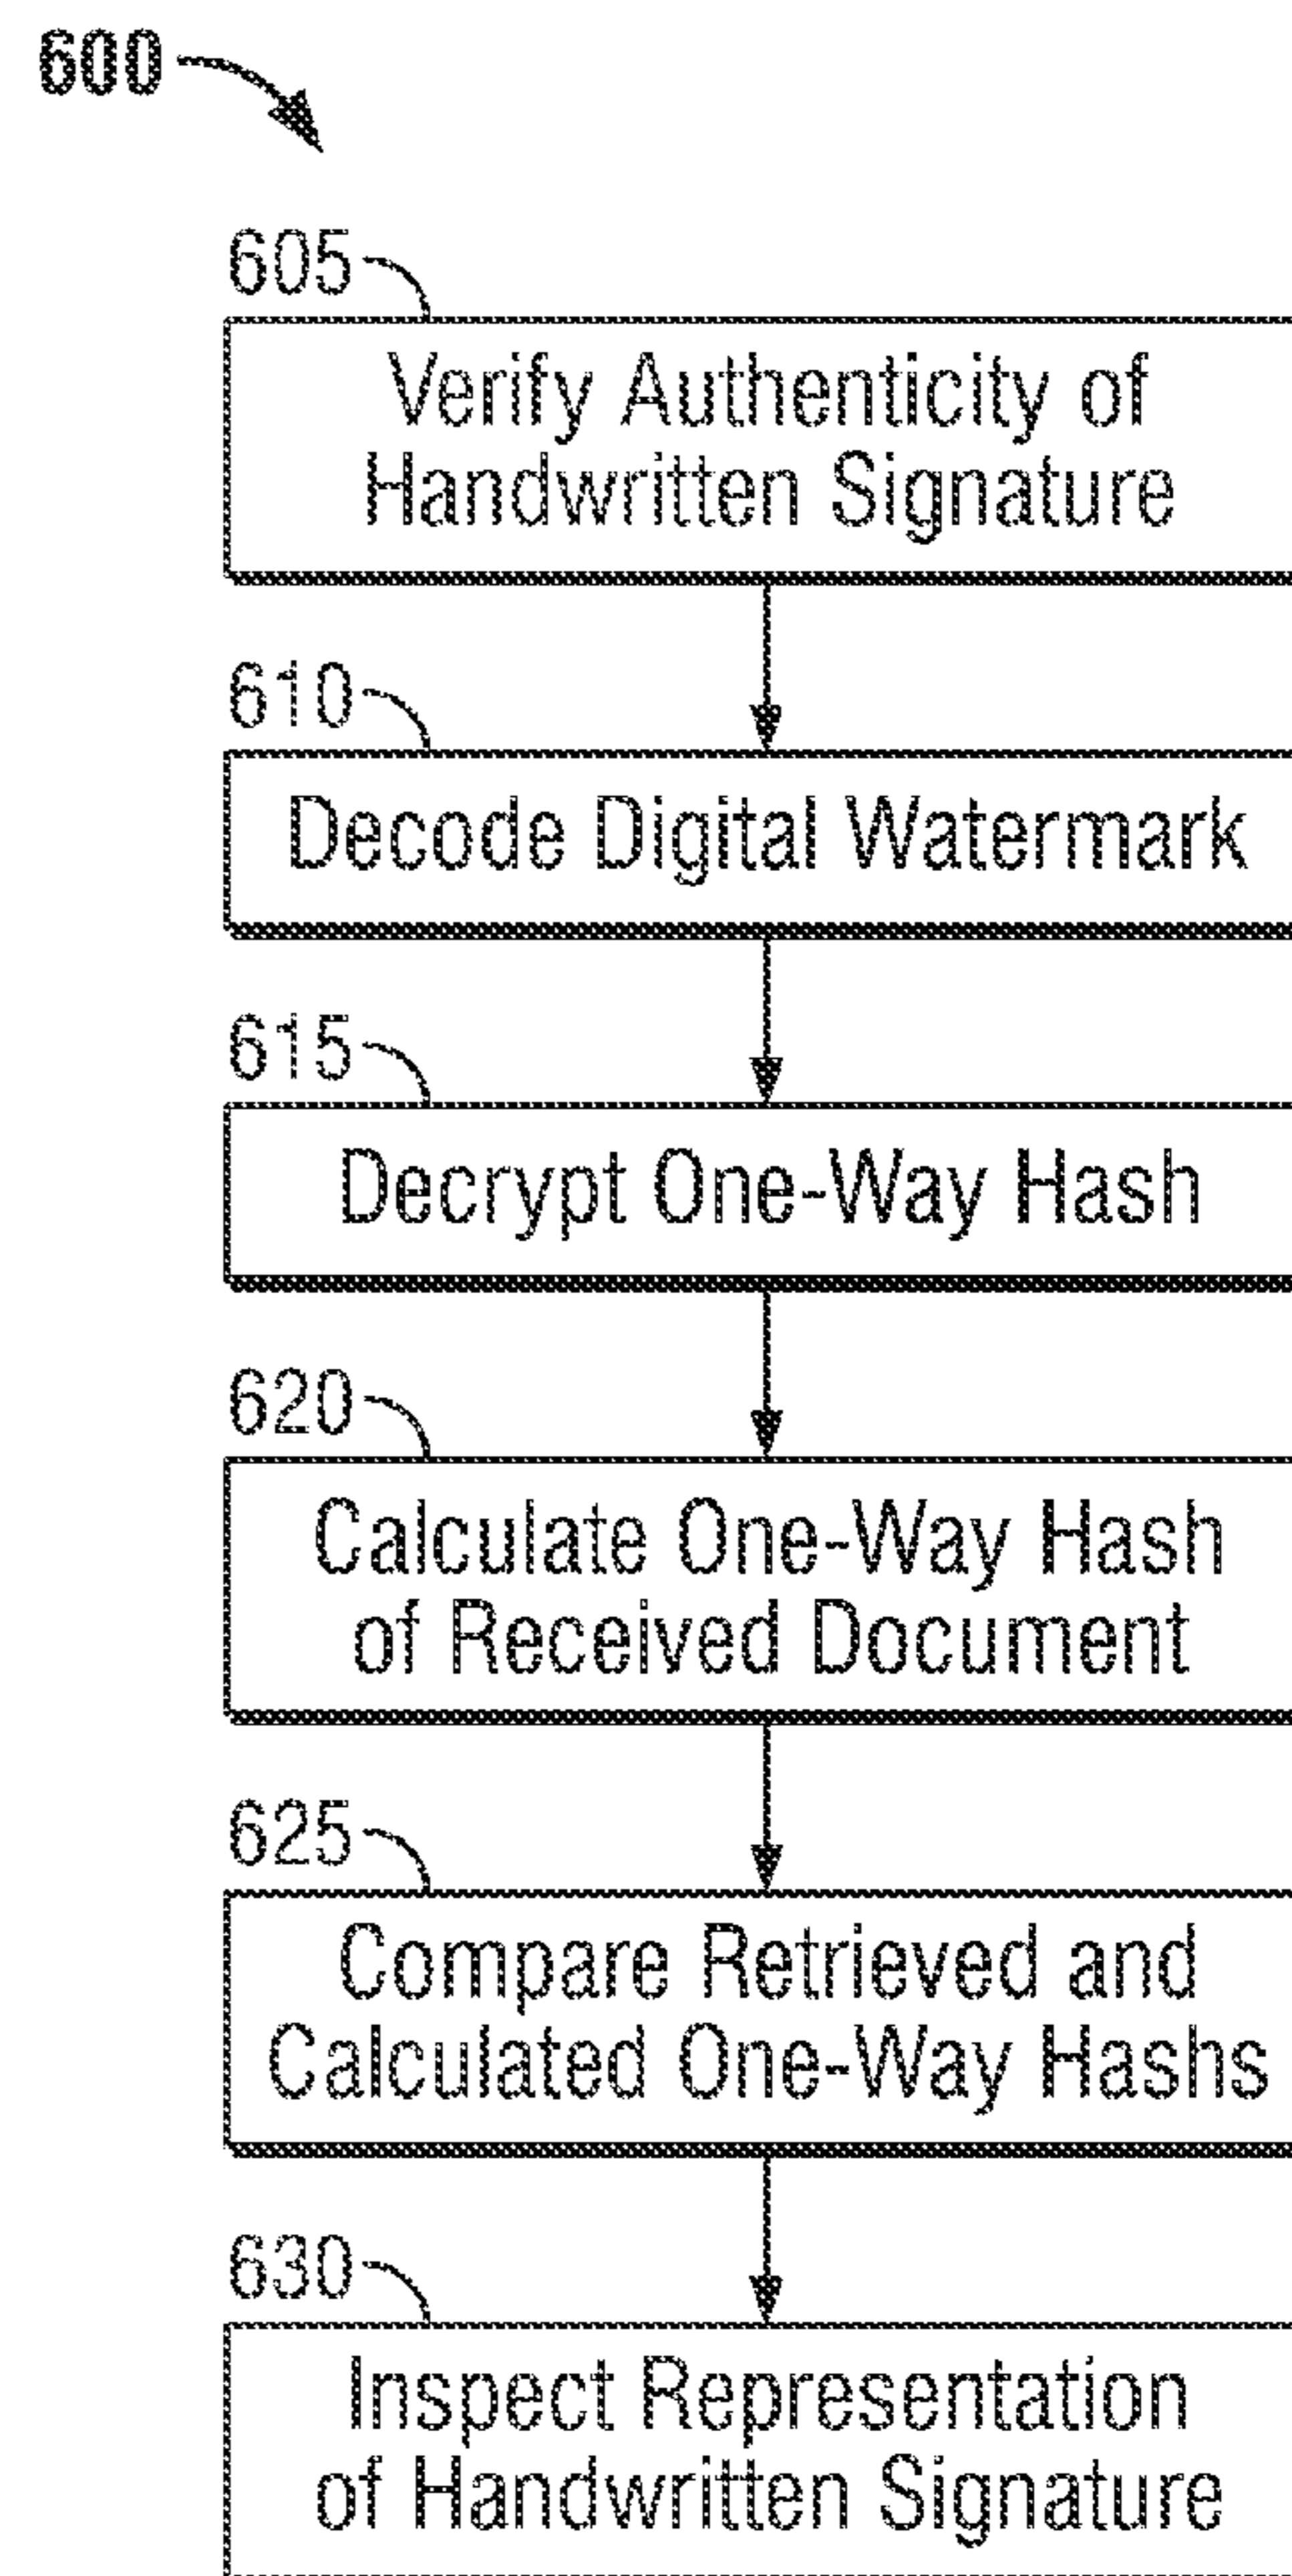 600
605
Verify Authenticity of
Handwritten Signature
610
Decode Digital Watermark
615
Decrypt One-Way Hash
620
Calculate One-Way Hash
of Received Document
625
Compare Retrieved and
Calculated One-Way Hashs
630
Inspect Representation
of Handwritten Signature